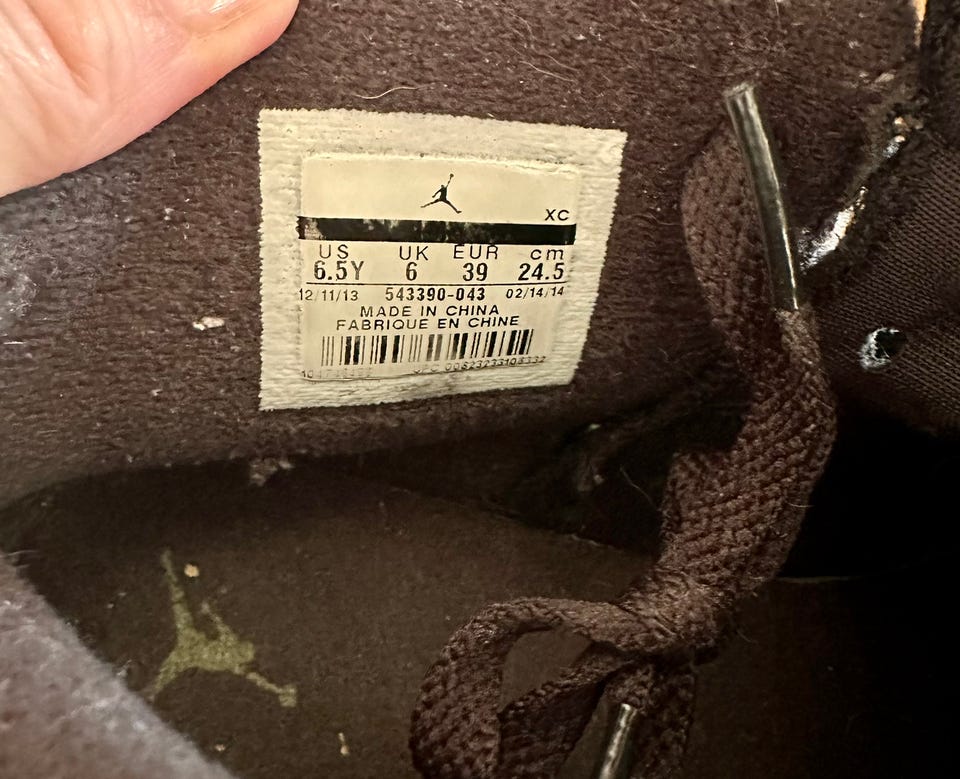 XC
US UK EUR cm
6.5Y 6 39 24.5
12/11/13 543390-043 02/14/14
MADE IN CHINA
FABRIQUE EN CHINE
UPC